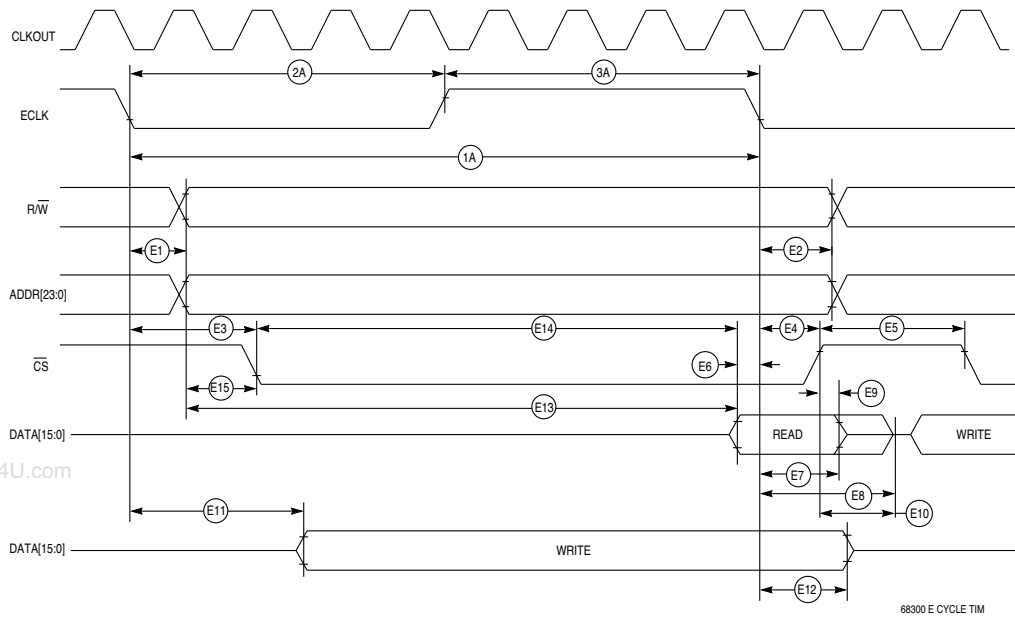 CLKOUT
2A
3A
ECLK
1A
R/W
E1
E2
ADDR[23:0]
E3
E14
E4
E5
CS
E6
E15
E9
E13
DATA[15:0]
READ
WRITE
4U.com
E7
E8
E11
E10
DATA[15:0]
WRITE
E12
68300 E CYCLE TIM